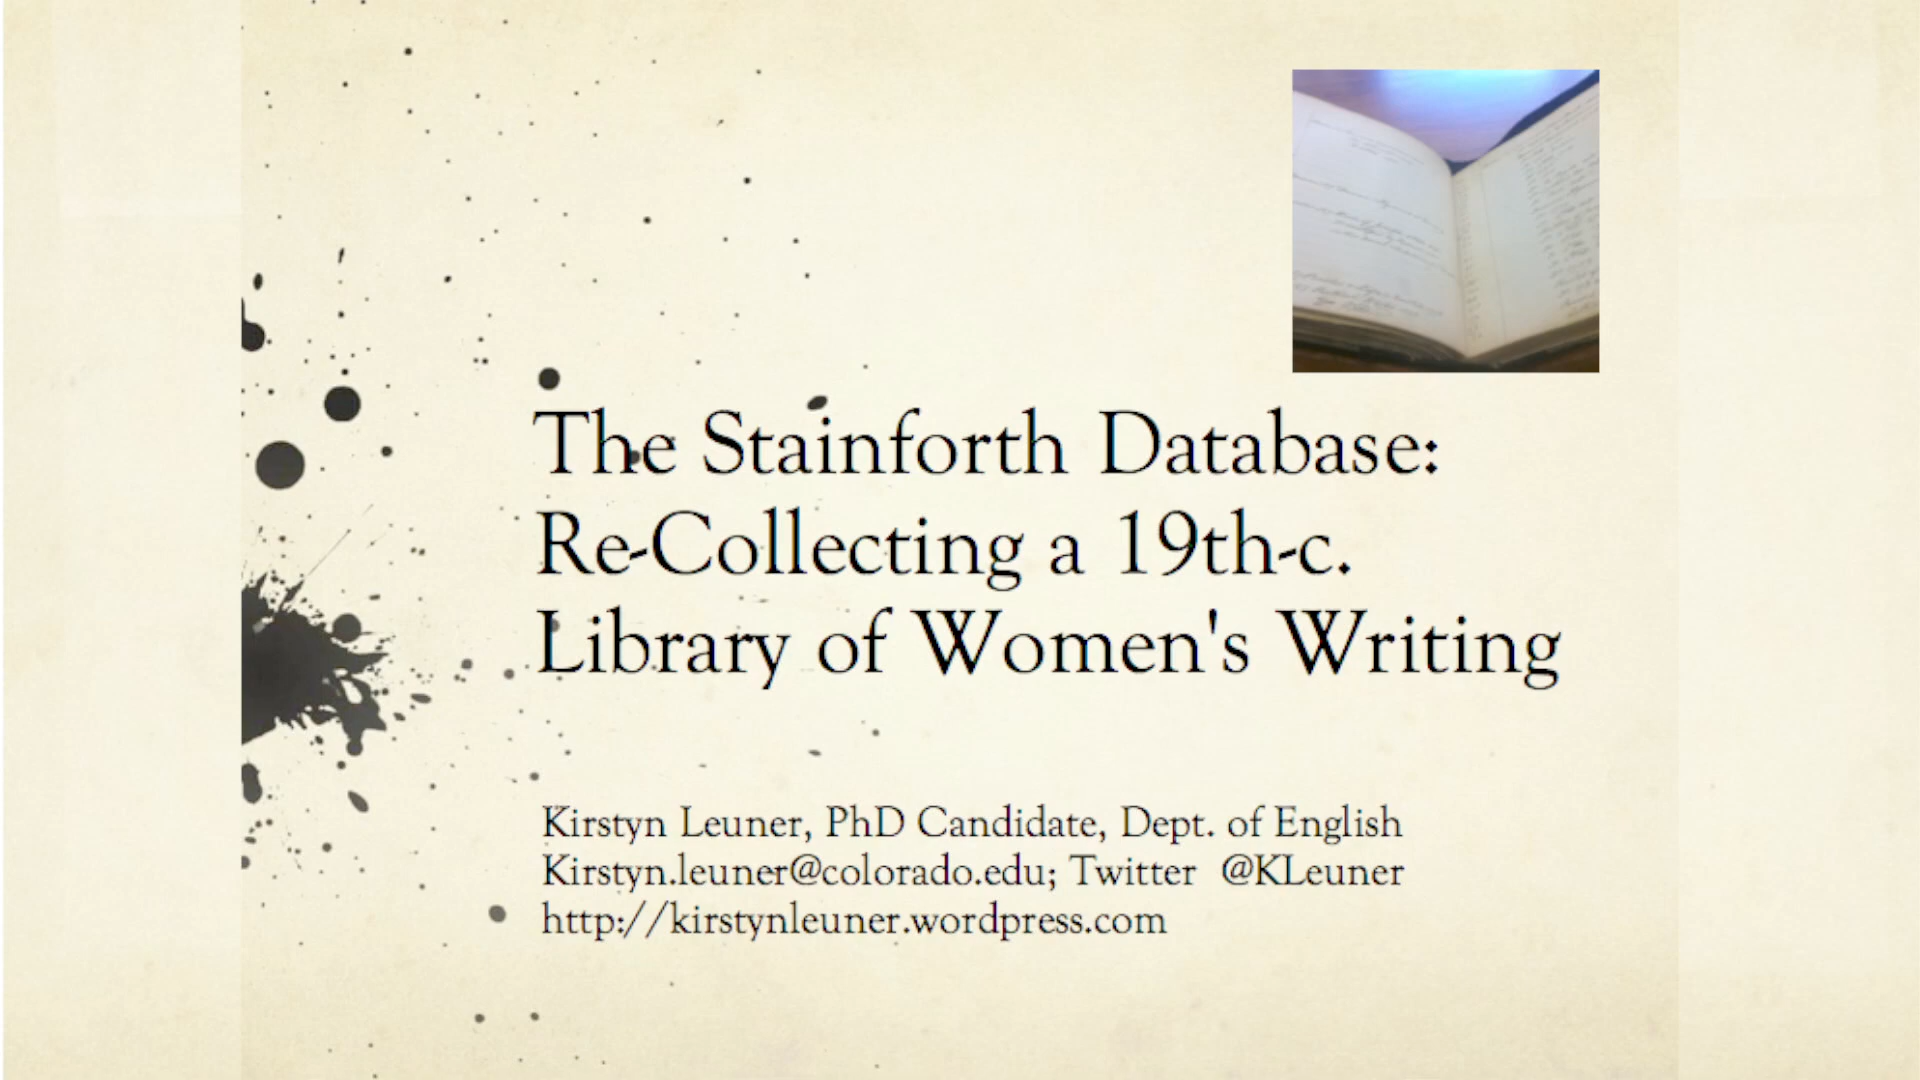 The Stainforth Database:
Re-Collecting a 19th-c.
Library of Women's Writing
Kirstyn Leuner, PhD Candidate, Dept. of English
Kirstyn.leuner@colorado.edu; Twitter @KLeuner
http://kirstynleuner.wordpress.com